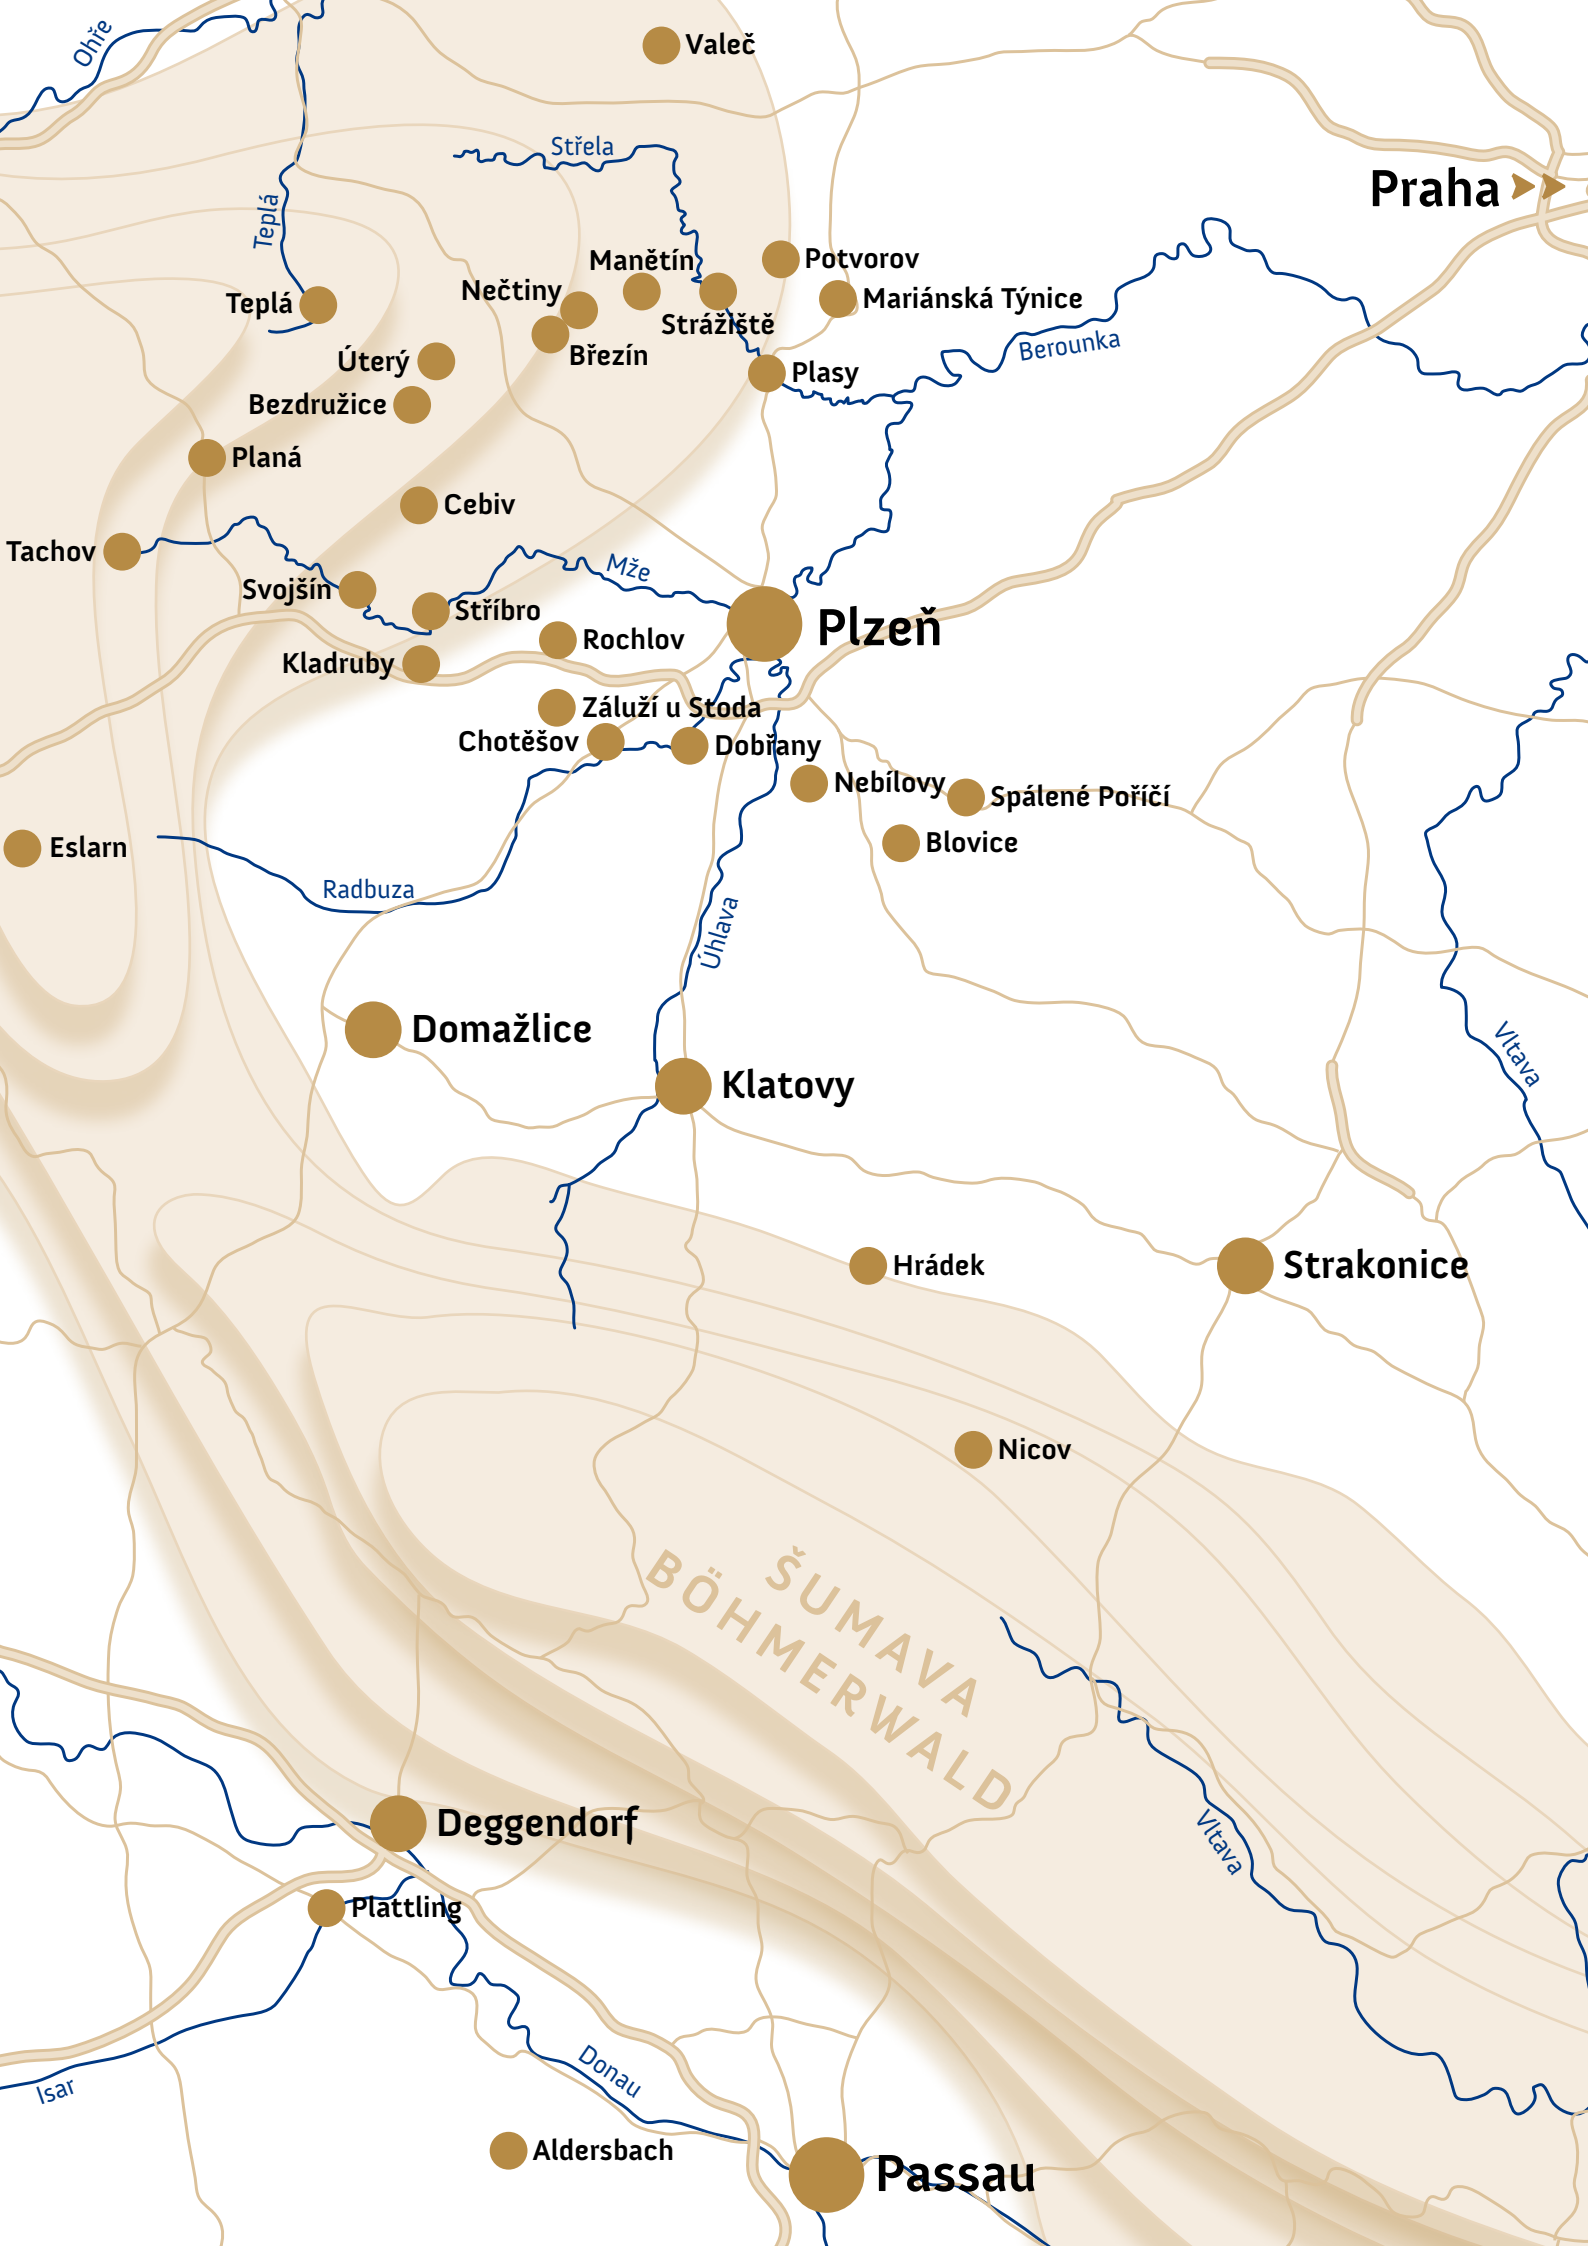 Ohře
Valeč
Střela
Praha
Teplá
Manětín
Potvorov
Nečtiny
Mariánská Týnice
Teplá
Strážiště
Berounka
Březín
Úterý
Plasy
Bezdružice
Planá
Cebiv
Tachov
Mže
Svojšín
Stříbro
Plzeň
Rochlov
Kladruby
Záluží u Stoda
Chotěšov
Dobřany
Nebílovy
Spálené Poříčí
Blovice
Eslarn
Radbuza
Úhlava
Domažlice
Vltava
Klatovy
Hrádek
Strakonice
Nicov
ŠUMAVA
BÖHMERWALD
Deggendorf
Vltava
Plattling
Donau
Isar
Aldersbach
Passau